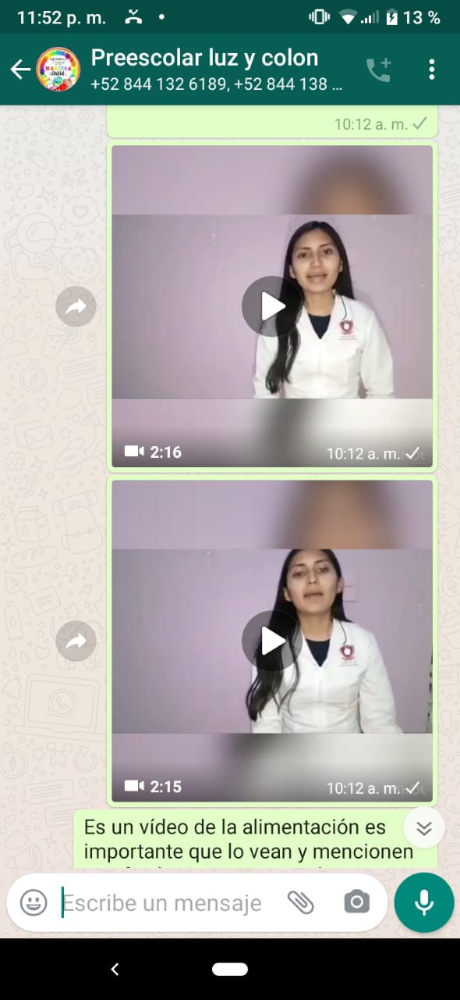 11:52 p. m.
13 %
Preescolar luz y colon
+52 844 132 6189, +52 844 138 ...
10:12 a. m.
2:16
10:12 a. m.
2:15
10:12 a. m.
Es un vídeo de la alimentación es
importante que lo vean y mencionen
Escribe un mensaje